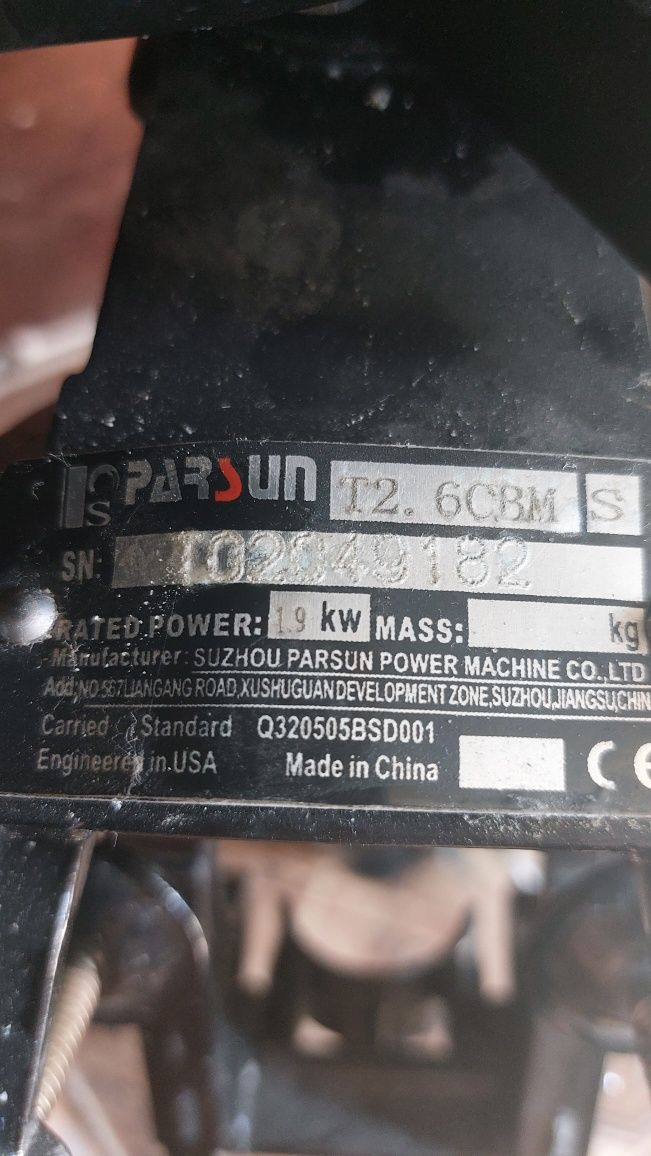 PARSUN T2.6CBM S
SN: 102049182
RATED POWER: 1.9 kw MASS: kg
Manufacturer: SUZHOU PARSUN POWER MACHINE CO.,LTD
Add:NO.567LIANGANG ROAD,XUSHUGUAN DEVELOPMENT ZONE,SUZHOU,JIANGSU,CHIN
Carried Standard Q320505BSD001
Engineered in.USA Made in China CE